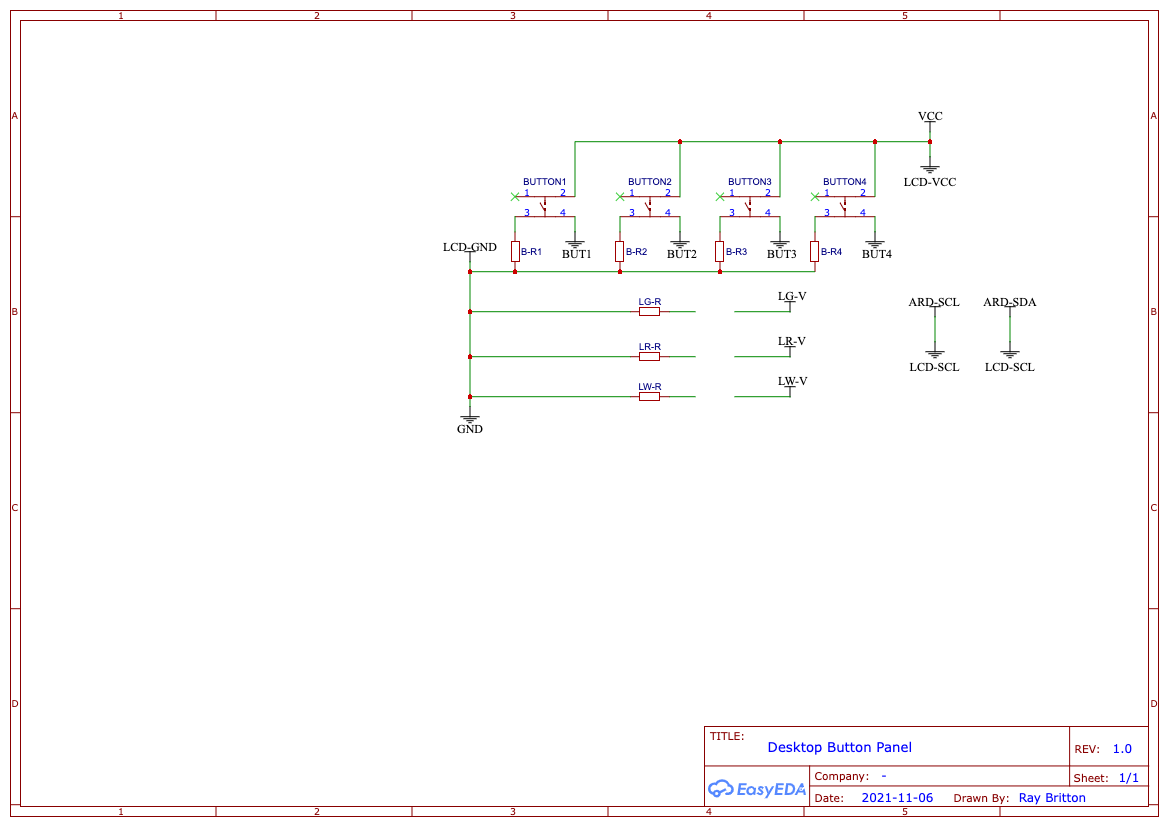 1 2 3 4 5
A A
VCC
LCD-VCC
BUTTON1 BUTTON2 BUTTON3 BUTTON4
1 2 1 2 1 2 1 2
3 4 3 4 3 4 3 4
LCD-GND
B-R1 BUT1 B-R2 BUT2 B-R3 BUT3 B-R4 BUT4
LG-R LG-V
ARD-SCL ARD-SDA
B B
LR-R LR-V
LCD-SCL LCD-SCL
LW-R LW-V
GND
C C
D D
TITLE:
Desktop Button Panel
REV: 1.0
EasyEDA
Company: -
Sheet: 1/1
Date: 2021-11-06 Drawn By: Ray Britton
1 2 3 4 5